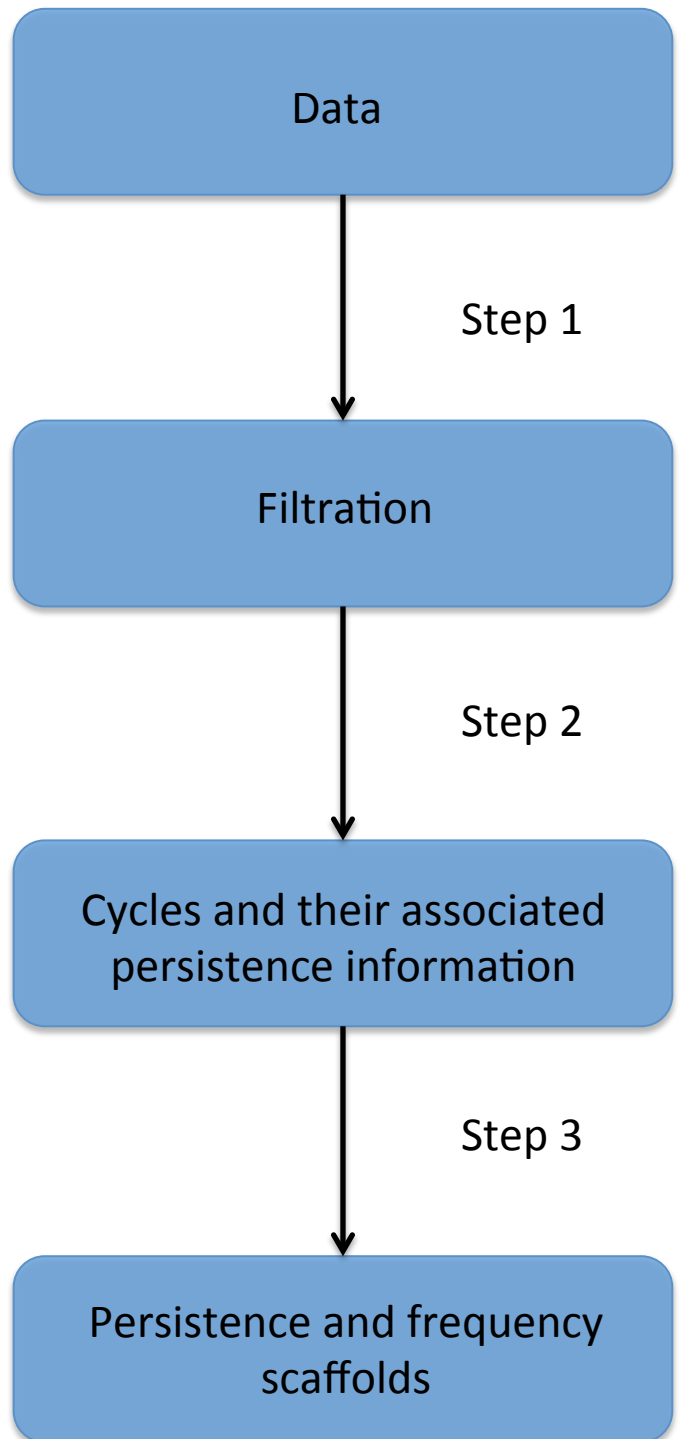 Data
Step 1
Filtration
Step 2
Cycles and their associated
persistence information
Step 3
Persistence and frequency
scaffolds